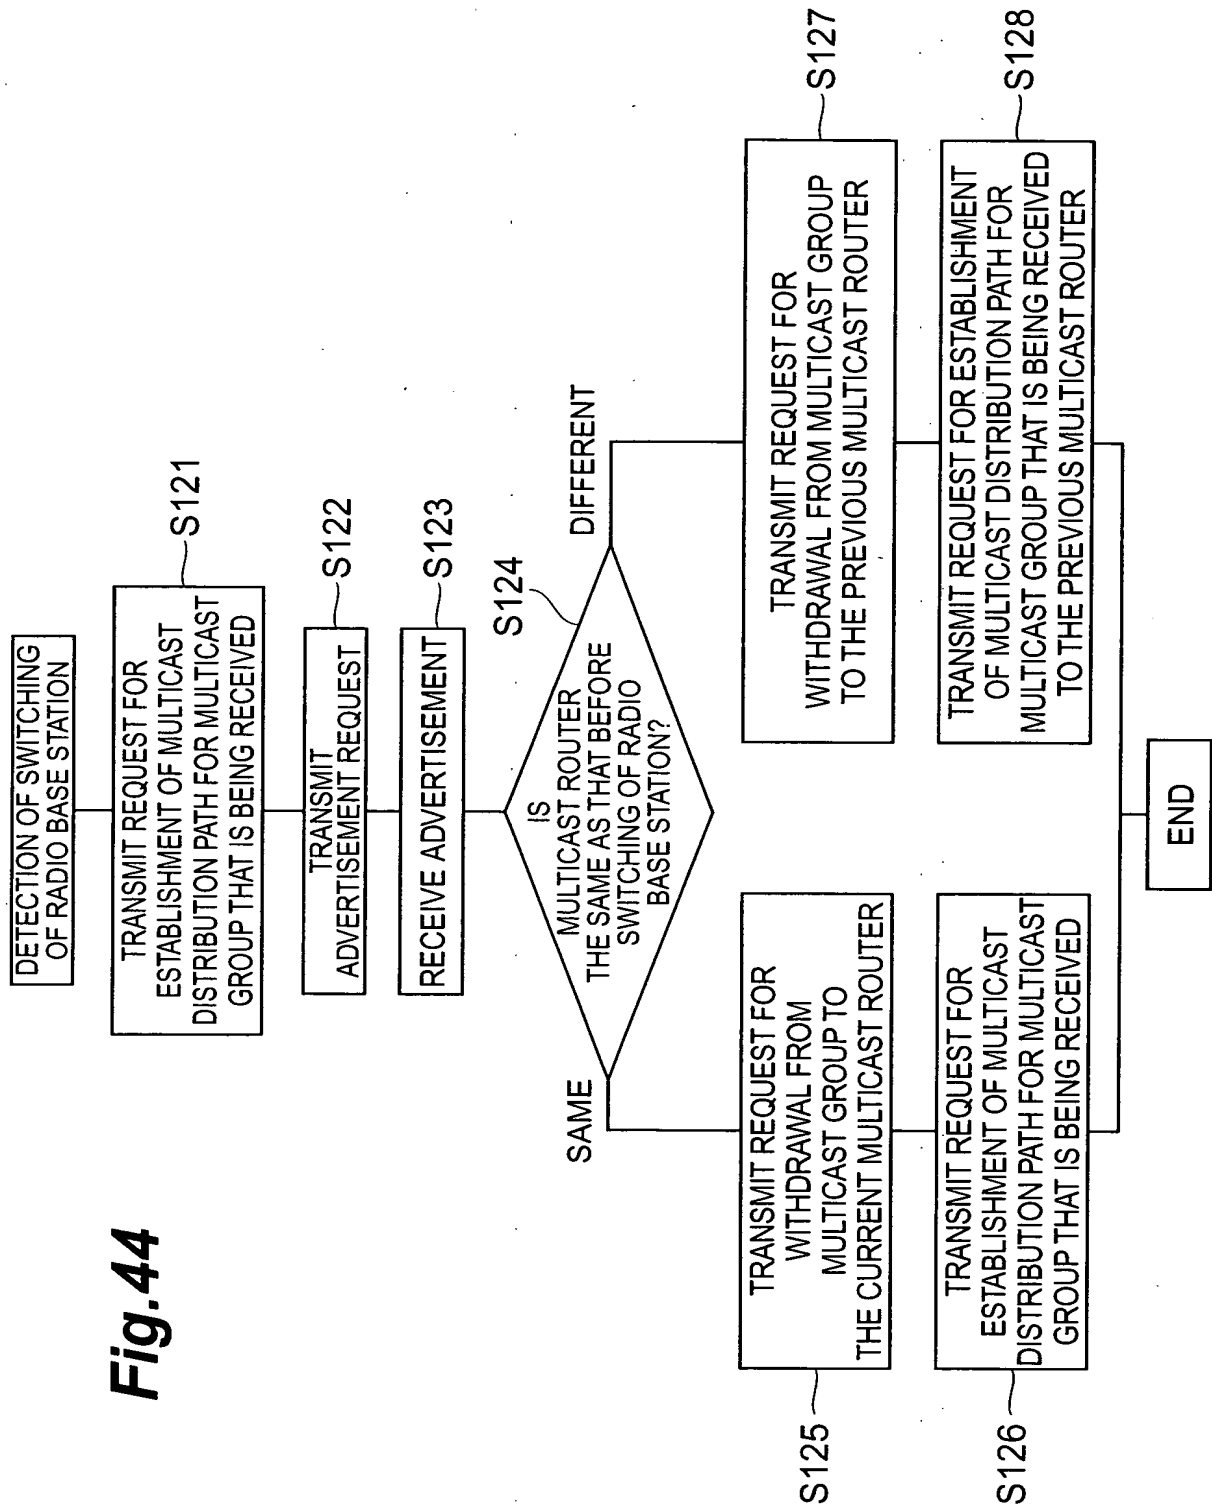 Fig.44
DETECTION OF SWITCHING
OF RADIO BASE STATION
TRANSMIT REQUEST FOR
ESTABLISHMENT OF MULTICAST
DISTRIBUTION PATH FOR MULTICAST
GROUP THAT IS BEING RECEIVED
S121
TRANSMIT
ADVERTISEMENT REQUEST
S122
RECEIVE ADVERTISEMENT
S123
S124
IS
MULTICAST ROUTER
THE SAME AS THAT BEFORE
SWITCHING OF RADIO
BASE STATION?
SAME
DIFFERENT
S125
TRANSMIT REQUEST FOR
WITHDRAWAL FROM
MULTICAST GROUP TO
THE CURRENT MULTICAST ROUTER
S126
TRANSMIT REQUEST FOR
ESTABLISHMENT OF MULTICAST
DISTRIBUTION PATH FOR MULTICAST
GROUP THAT IS BEING RECEIVED
TRANSMIT REQUEST FOR
WITHDRAWAL FROM MULTICAST GROUP
TO THE PREVIOUS MULTICAST ROUTER
S127
TRANSMIT REQUEST FOR ESTABLISHMENT
OF MULTICAST DISTRIBUTION PATH FOR
MULTICAST GROUP THAT IS BEING RECEIVED
TO THE PREVIOUS MULTICAST ROUTER
S128
END